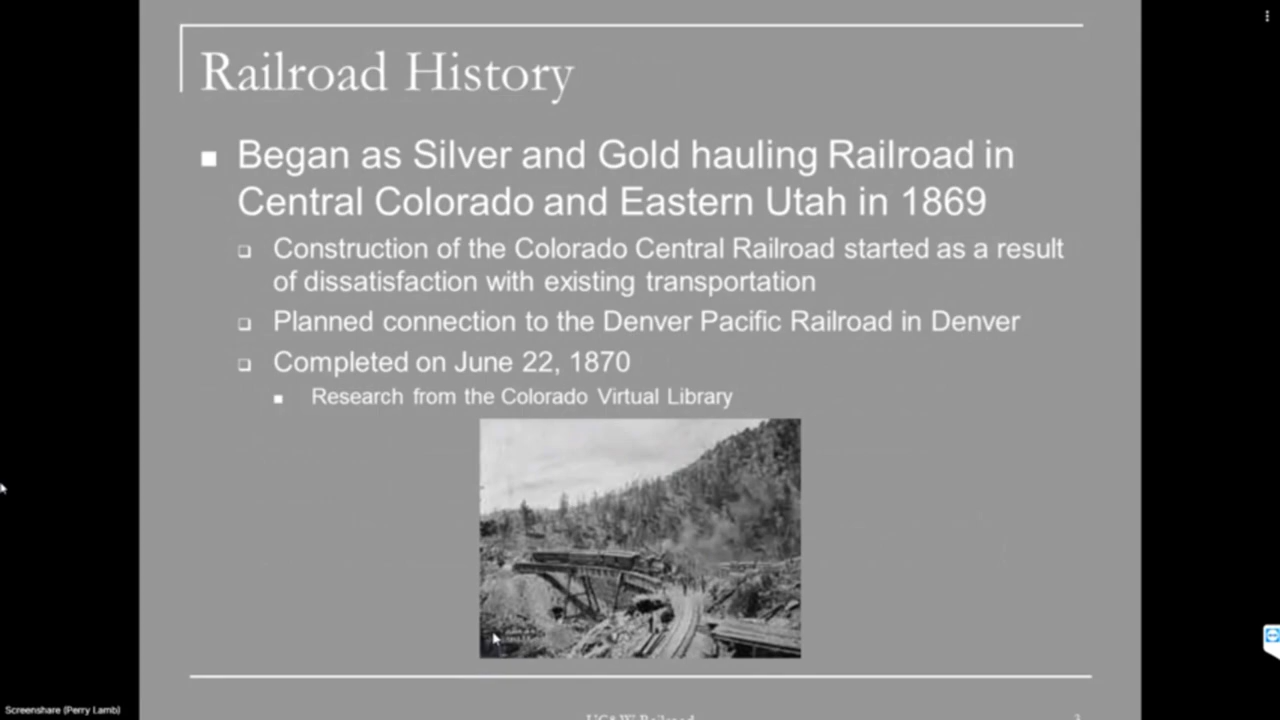 Railroad History
Began as Silver and Gold hauling Railroad in
Central Colorado and Eastern Utah in 1869
Construction of the Colorado Central Railroad started as a result
of dissatisfaction with existing transportation
Planned connection to the Denver Pacific Railroad in Denver
Completed on June 22, 1870
Research from the Colorado Virtual Library
Railroad
Screenshare (Perry Lamb)